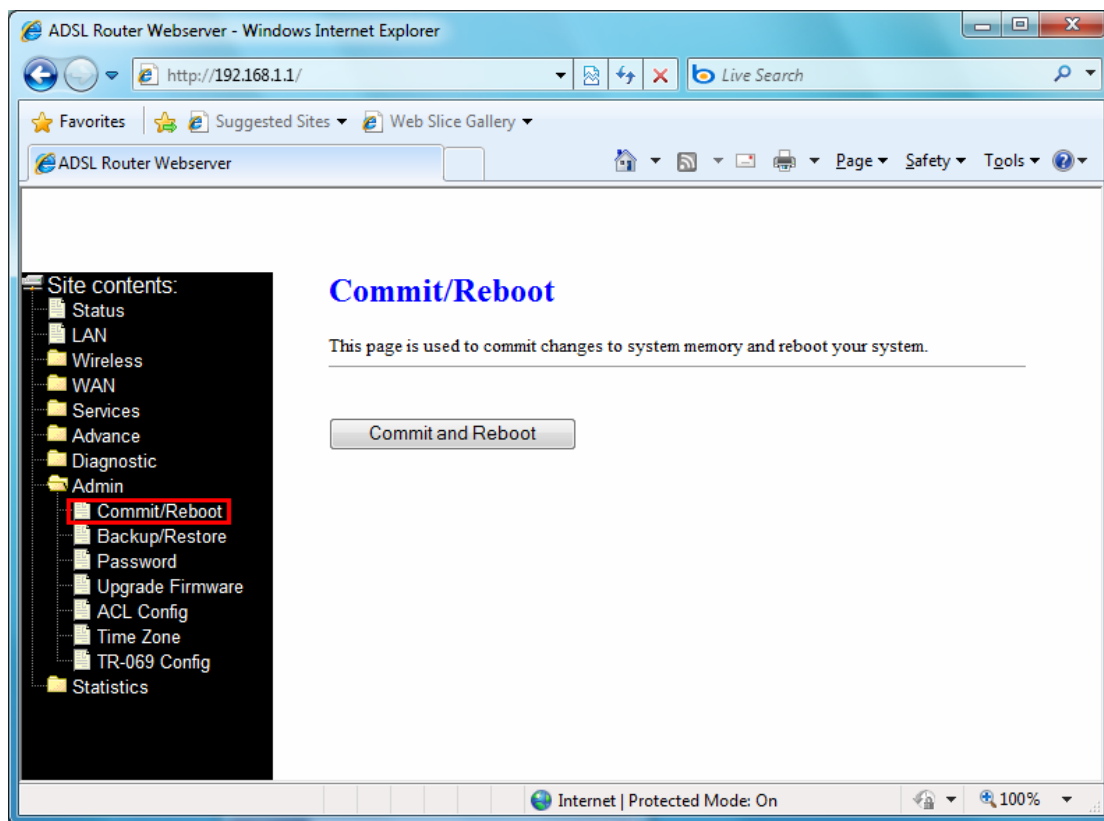 ADSL Router Webserver - Windows Internet Explorer
http://192.168.1.1/
Live Search
Favorites
Suggested Sites
Web Slice Gallery
ADSL Router Webserver
Page
Safety
Tools
Site contents:
Status
LAN
Wireless
WAN
Services
Advance
Diagnostic
Admin
Commit/Reboot
Backup/Restore
Password
Upgrade Firmware
ACL Config
Time Zone
TR-069 Config
Statistics
Commit/Reboot
This page is used to commit changes to system memory and reboot your system.
Commit and Reboot
Internet | Protected Mode: On
100%